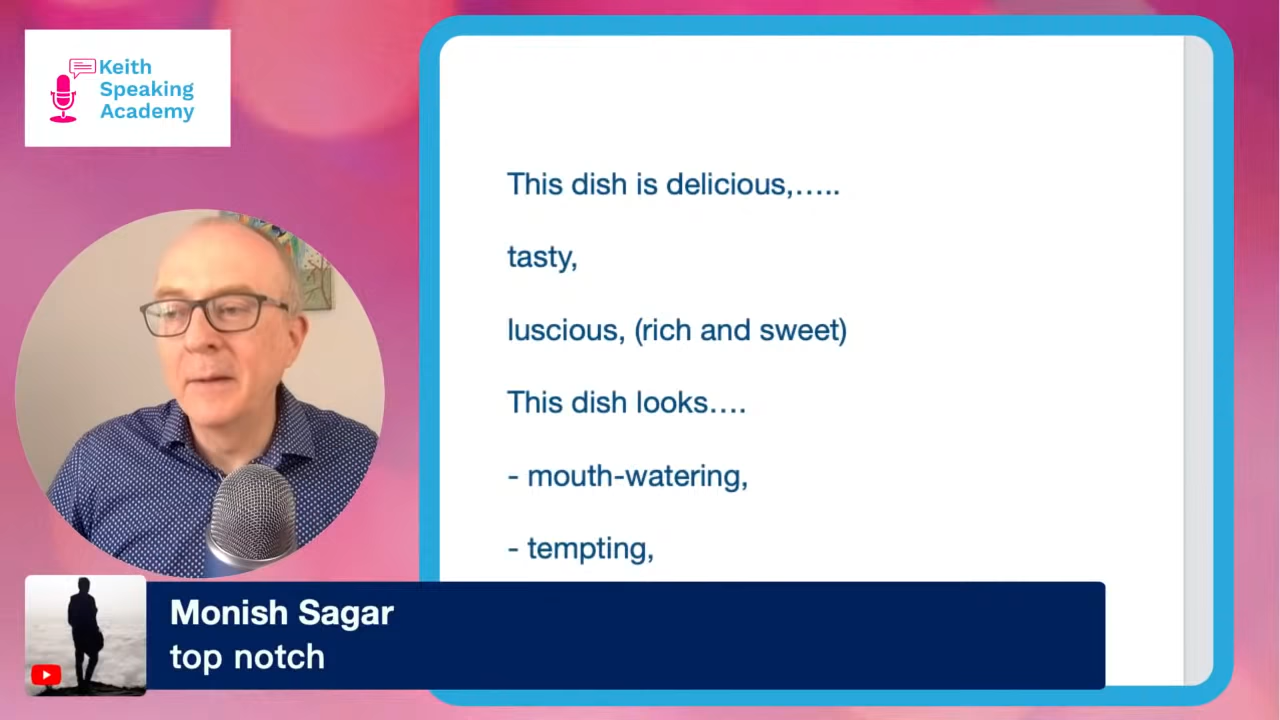 Keith
Speaking
Academy
This dish is delicious,…..
tasty,
luscious, (rich and sweet)
This dish looks….
- mouth-watering,
- tempting,
Monish Sagar
top notch